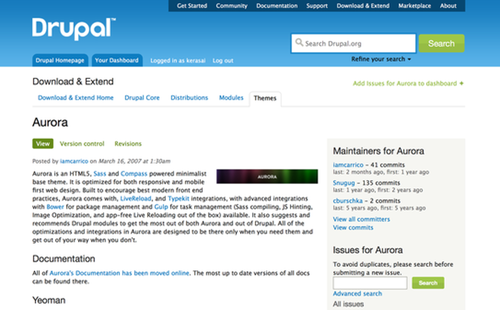 Get Started Community Documentation Support Download & Extend Marketplace About
Drupal™
Search Drupal.org Search
Drupal Homepage Your Dashboard Logged in as kerasai Log out Refine your search
Download & Extend
Add Issues for Aurora to dashboard
Download & Extend Home Drupal Core Distributions Modules Themes
Aurora
View Version control Revisions
Posted by iamcarrico on March 16, 2007 at 1:30am
Aurora is an HTML5, Sass and Compass powered minimalist
base theme. It is optimized for both responsive and mobile
first web design. Built to encourage best modern front end
practices, Aurora comes with, LiveReload, and Typekit integrations, with advanced integrations
with Bower for package management and Gulp for task management (Sass compiling, JS Hinting,
Image Optimization, and app-free Live Reloading out of the box) available. It also suggests and
recommends Drupal modules to get the most out of both Aurora and out of Drupal. All of the
optimizations and integrations in Aurora are designed to be there only when you need them and
get out of your way when you don't.
AURORA
Documentation
All of Aurora's Documentation has been moved online. The most up to date versions of all docs
can be found there.
Yeoman
Maintainers for Aurora
iamcarrico - 41 commits
last: 2 months ago, first: 1 year ago
Snugug - 135 commits
last: 1 year ago, first: 2 years ago
cburschka - 2 commits
last: 5 years ago, first: 5 years ago
View all committers
View commits
Issues for Aurora
To avoid duplicates, please search before
submitting a new issue.
Search
Advanced search
All issues